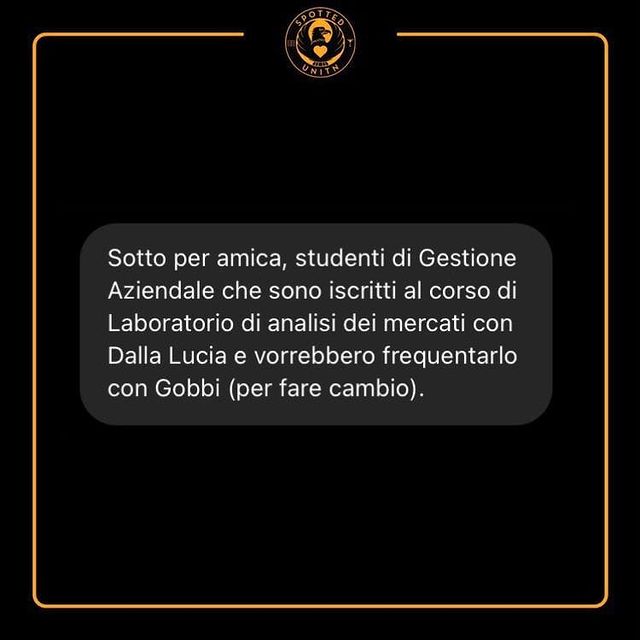 SPOTTED
UNITN
Sotto per amica, studenti di Gestione
Aziendale che sono iscritti al corso di
Laboratorio di analisi dei mercati con
Dalla Lucia e vorrebbero frequentarlo
con Gobbi (per fare cambio).